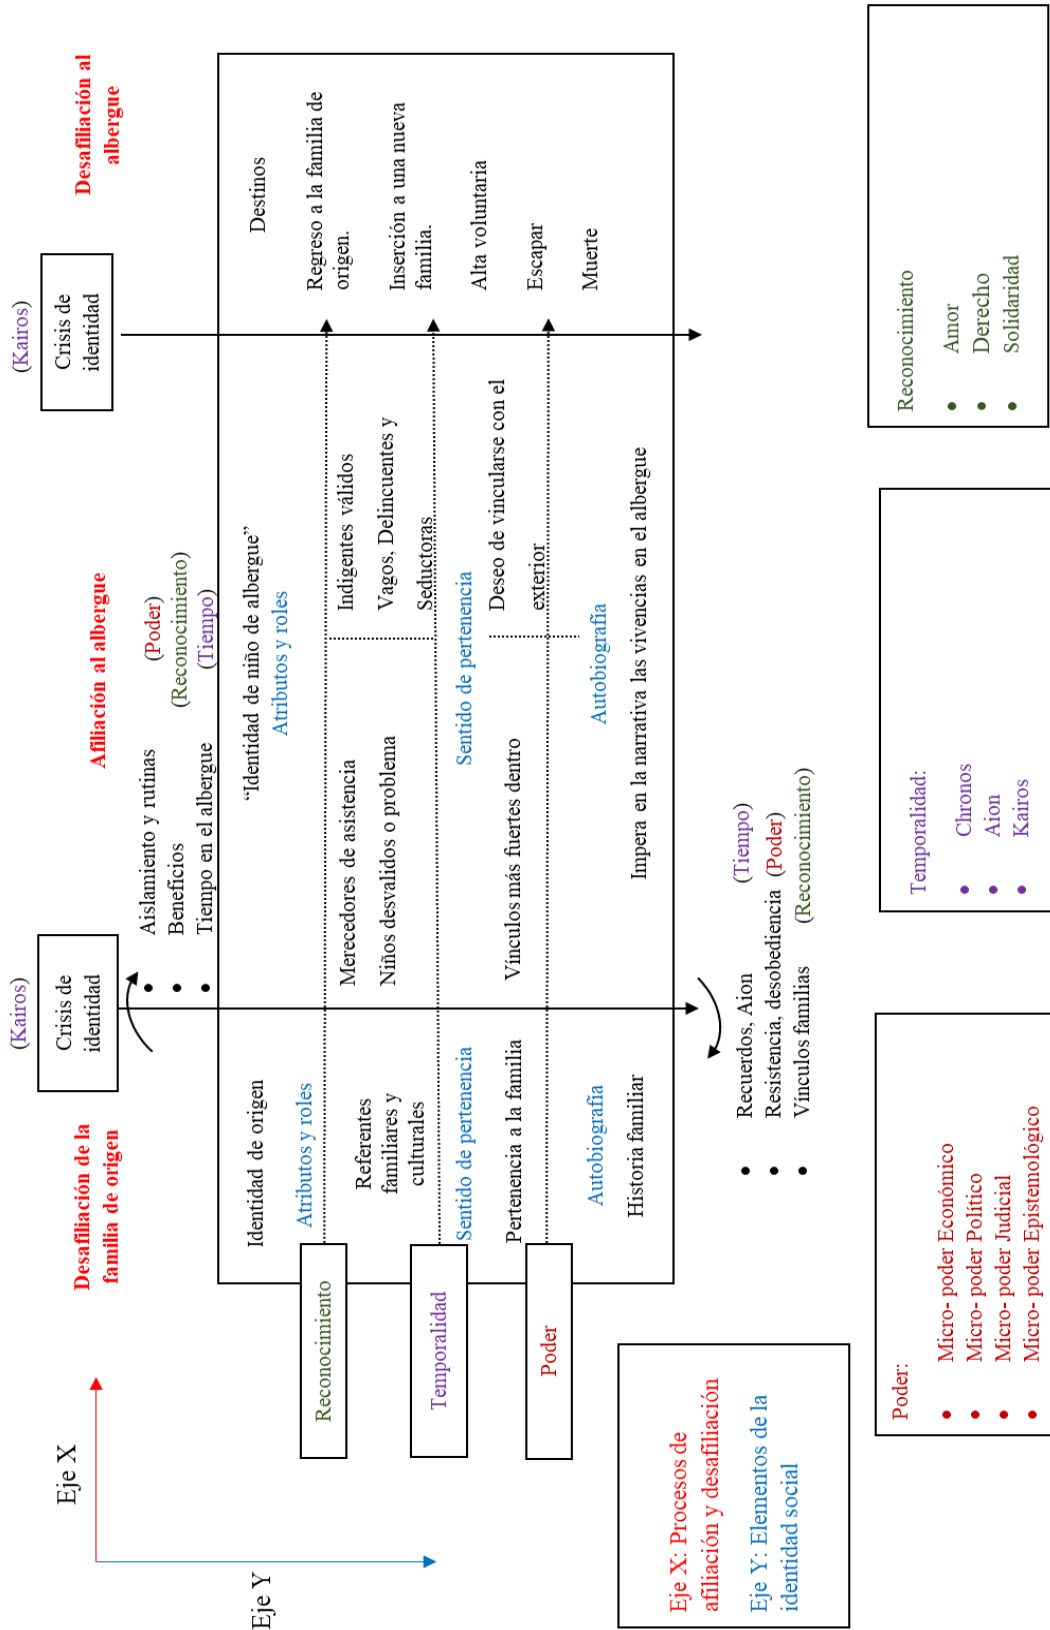 Eje X
Eje Y
Desafiliación de la
familia de origen
(Kairos)
Crisis de
identidad
Afiliación al albergue
Aislamiento y rutinas (Poder)
Beneficios (Reconocimiento)
Tiempo en el albergue (Tiempo)
(Kairos)
Crisis de
identidad
Desafiliación al
albergue
Reconocimiento
Temporalidad
Poder
Identidad de origen
Atributos y roles
Referentes
familiares y
culturales
Sentido de pertenencia
Pertenencia a la familia
Autobiografía
Historia familiar
“Identidad de niño de albergue”
Atributos y roles
Merecedores de asistencia
Niños desvalidos o problema
Indigentes válidos
Vagos, Delincuentes y
Seductoras
Sentido de pertenencia
Vínculos más fuertes dentro
Deseo de vincularse con el
exterior
Autobiografía
Impera en la narrativa las vivencias en el albergue
Destinos
Regreso a la familia de
origen.
Inserción a una nueva
familia.
Alta voluntaria
Escapar
Muerte
Recuerdos, Aion (Tiempo)
Resistencia, desobediencia (Poder)
Vínculos familias (Reconocimiento)
Eje X: Procesos de
afiliación y desafiliación
Eje Y: Elementos de la
identidad social
Poder:
Micro- poder Económico
Micro- poder Político
Micro- poder Judicial
Micro- poder Epistemológico
Temporalidad:
Chronos
Aion
Kairos
Reconocimiento
Amor
Derecho
Solidaridad